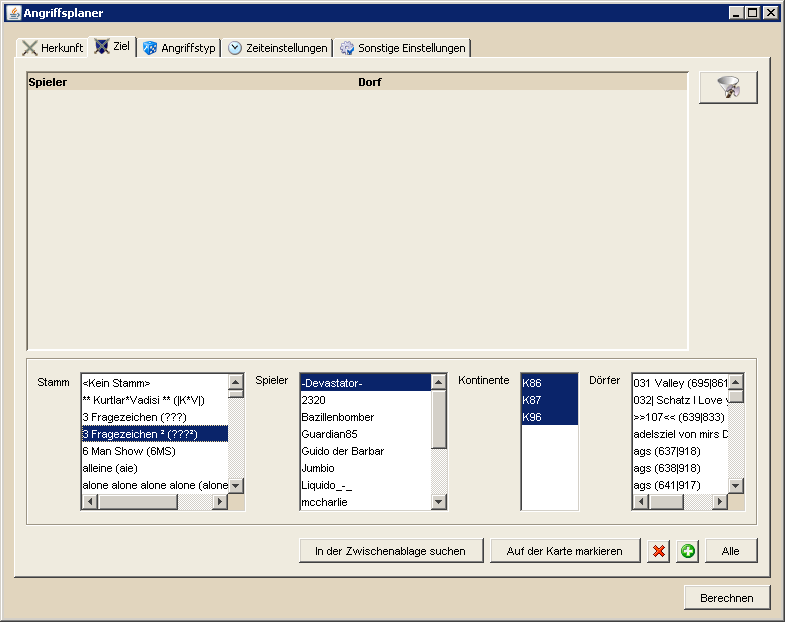 Angriffsplaner
Herkunft Ziel Angriffstyp Zeiteinstellungen Sonstige Einstellungen
Spieler Dorf
Stamm
<Kein Stamm>
** Kurtlar*Vadisi ** (|K*V|)
3 Fragezeichen (???)
3 Fragezeichen ² (???²)
6 Man Show (6MS)
alleine (aie)
alone alone alone alone (alone
Spieler
-Devastator-
2320
Bazillenbomber
Guardian85
Guido der Barbar
Jumbio
Liquido_-_
mccharlie
Kontinente
K86
K87
K96
Dörfer
031 Valley (695|861
032| Schatz I Love
>>107<< (639|833)
adelsziel von mirs D
ags (637|918)
ags (638|918)
ags (641|917)
In der Zwischenablage suchen Auf der Karte markieren Alle
Berechnen